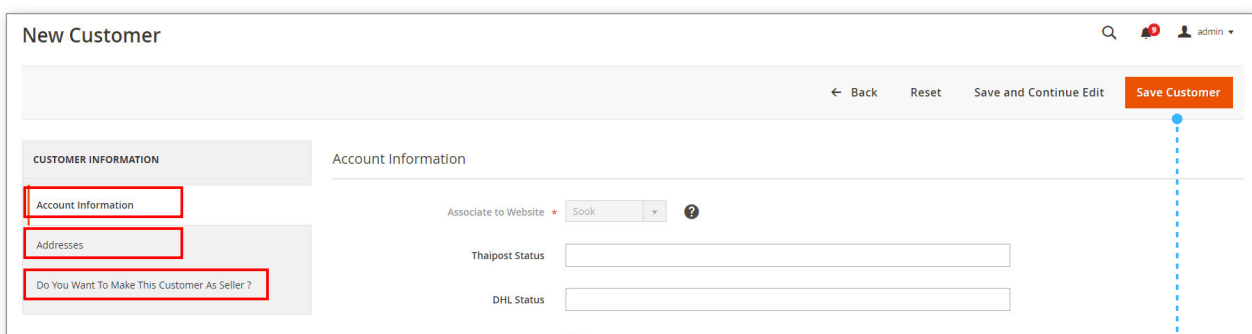 New Customer
9
admin
← Back
Reset
Save and Continue Edit
Save Customer
CUSTOMER INFORMATION
Account Information
Addresses
Do You Want To Make This Customer As Seller ?
Account Information
Associate to Website * Sook ?
Thaipost Status
DHL Status